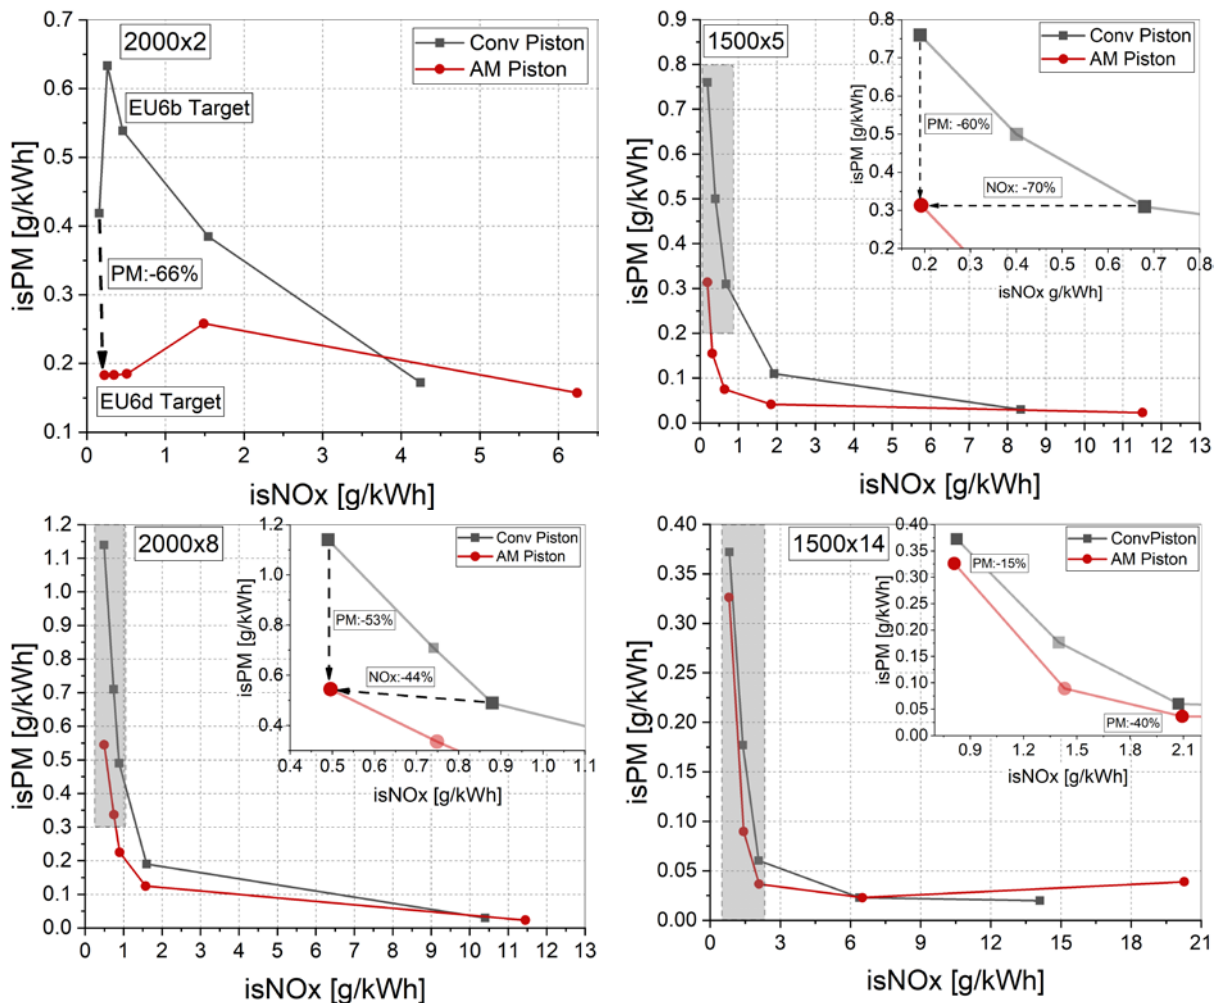 2000x2
Conv Piston
AM Piston
EU6b Target
PM:-66%
EU6d Target
isPM [g/kWh]
0.7
0.6
0.5
0.4
0.3
0.2
0.1
0 1 2 3 4 5 6
isNOx [g/kWh]
1500x5
Conv Piston
AM Piston
isPM [g/kWh]
0.9
0.8
0.7
0.6
0.5
0.4
0.3
0.2
0.1
0.0
0 1 2 3 4 5 6 7 8 9 10 11 12 13
isNOx [g/kWh]
isPM [g/kWh]
0.8
0.7
0.6
0.5
0.4
0.3
0.2
PM: -60%
NOx: -70%
0.2 0.3 0.4 0.5 0.6 0.7 0.8
isNOx g/kWh]
2000x8
Conv Piston
AM Piston
isPM [g/kWh]
1.2
1.1
1.0
0.9
0.8
0.7
0.6
0.5
0.4
0.3
0.2
0.1
0.0
0 1 2 3 4 5 6 7 8 9 10 11 12 13
isNOx [g/kWh]
isPM [g/kWh]
1.2
1.0
0.8
0.6
0.4
PM:-53%
NOx:-44%
0.4 0.5 0.6 0.7 0.8 0.9 1.0 1.1
isNOx [g/kWh]
1500x14
ConvPiston
AM Piston
isPM [g/kWh]
0.40
0.35
0.30
0.25
0.20
0.15
0.10
0.05
0.00
0 3 6 9 12 15 18 21
isNOx [g/kWh]
isPM [g/kWh]
0.40
0.35
0.30
0.25
0.20
0.15
0.10
0.05
0.00
PM:-15%
PM:-40%
0.9 1.2 1.5 1.8 2.1
isNOx [g/kWh]